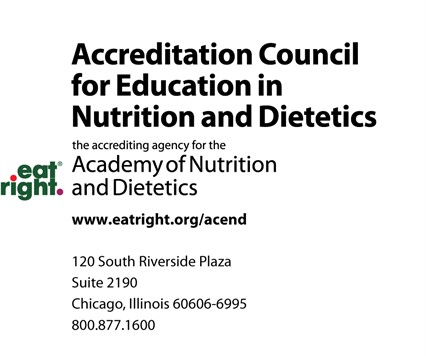 Accreditation Council
for Education in
Nutrition and Dietetics
the accrediting agency for the
eat® Academy of Nutrition
right. and Dietetics
www.eatright.org/acend
120 South Riverside Plaza
Suite 2190
Chicago, Illinois 60606-6995
800.877.1600